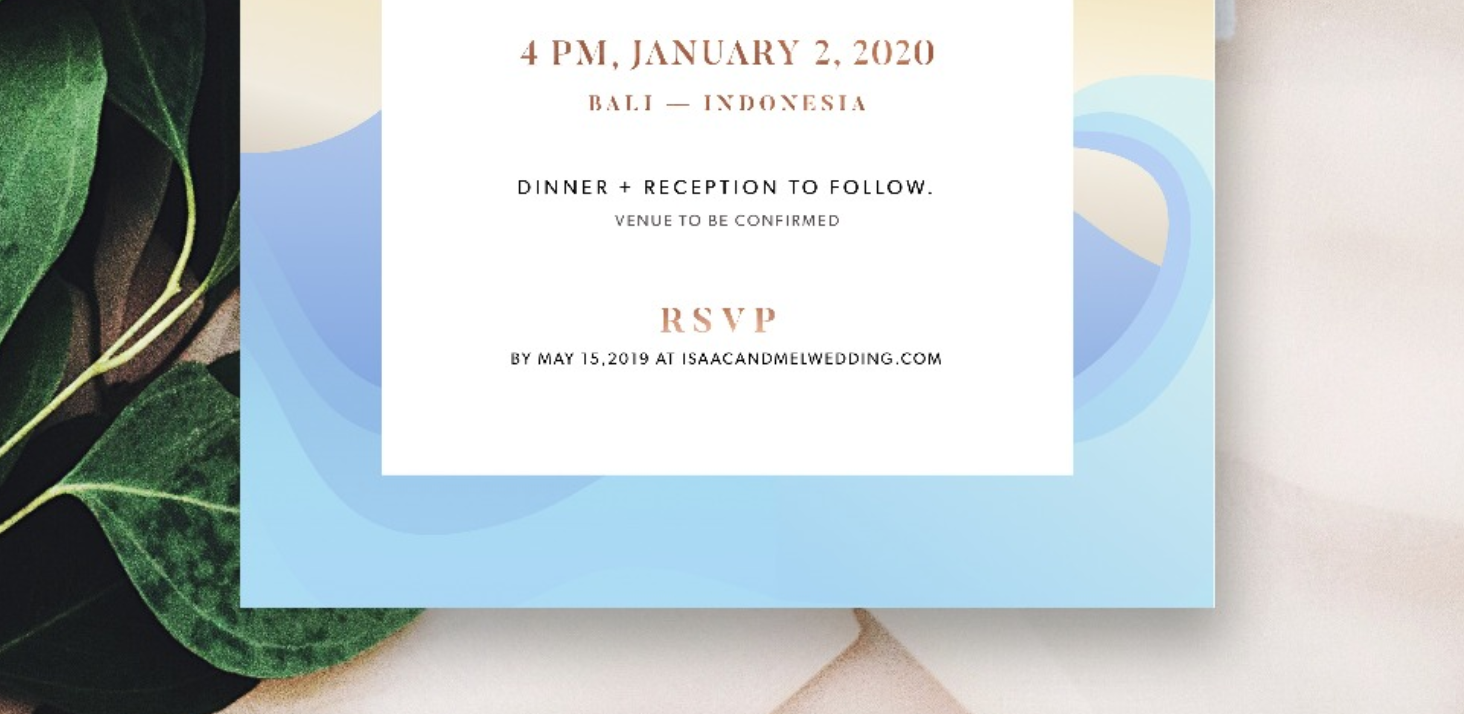 4 PM, JANUARY 2, 2020
BALI — INDONESIA
DINNER + RECEPTION TO FOLLOW.
VENUE TO BE CONFIRMED
RSVP
BY MAY 15,2019 AT ISAACANDMELWEDDING.COM